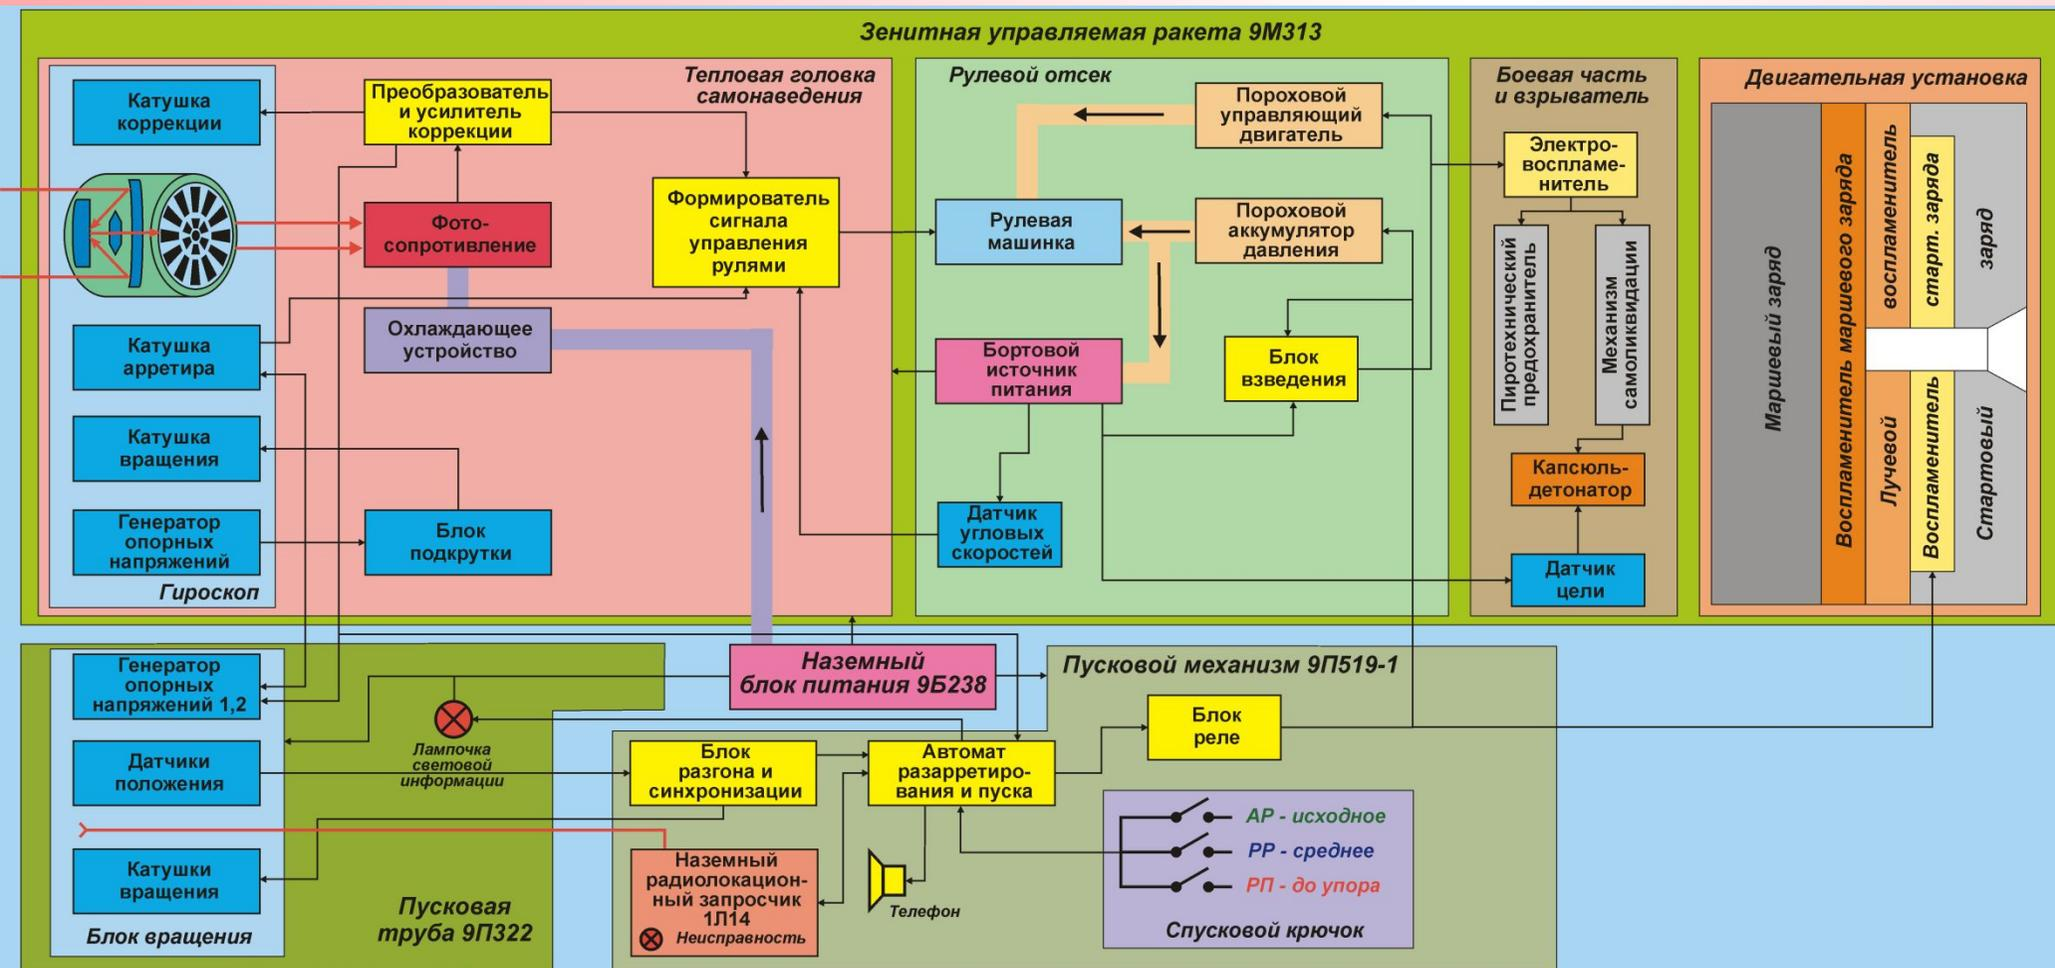 Зенитная управляемая ракета 9М313
Тепловая головка
самонаведения
Катушка
коррекции
Преобразователь
и усилитель
коррекции
Фото-
сопротивление
Формирователь
сигнала
управления
рулями
Охлаждающее
устройство
Катушка
арретира
Катушка
вращения
Генератор
опорных
напряжений
Блок
подкрутки
Гироскоп
Рулевой отсек
Пороховой
управляющий
двигатель
Рулевая
машинка
Пороховой
аккумулятор
давления
Бортовой
источник
питания
Блок
взведения
Датчик
угловых
скоростей
Боевая часть
и взрыватель
Электро-
воспламе-
нитель
Пиротехнический
предохранитель
Механизм
самоликвидации
Капсюль-
детонатор
Датчик
цели
Двигательная установка
Маршевый заряд
Воспламенитель маршевого заряда
Лучевой воспламенитель
Воспламенитель старт. заряда
Стартовый заряд
Генератор
опорных
напряжений 1,2
Датчики
положения
Катушки
вращения
Блок вращения
Лампочка
световой
информации
Пусковая
труба 9П322
Наземный
блок питания 9Б238
Пусковой механизм 9П519-1
Блок
реле
Блок
разгона и
синхронизации
Автомат
разарретиро-
вания и пуска
Наземный
радиолокацион-
ный запросчик
1Л14
Неисправность
Телефон
АР - исходное
РР - среднее
РП - до упора
Спусковой крючок